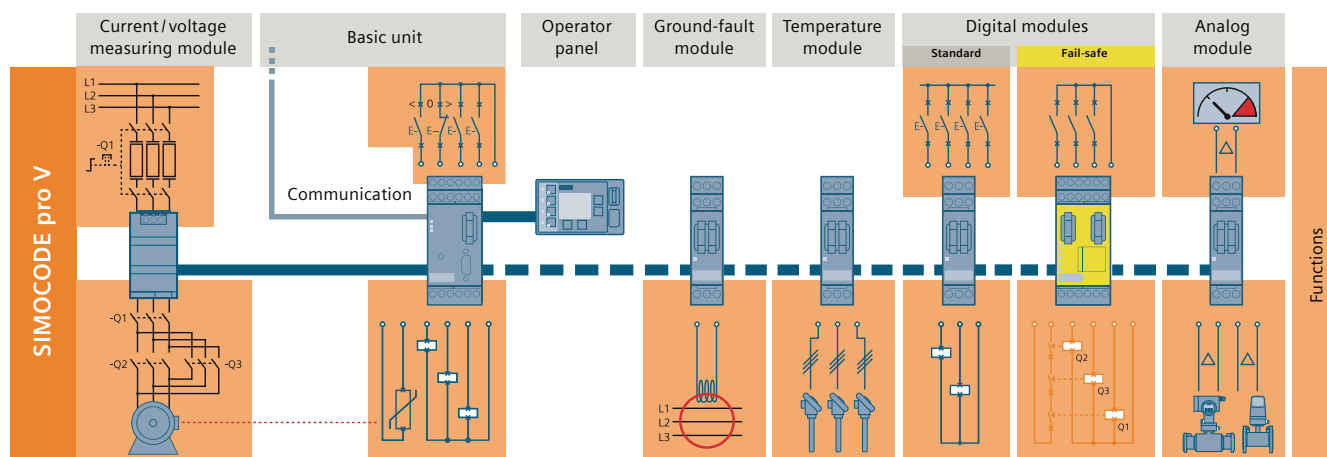 Current/voltage
measuring module
Basic unit
Operator
panel
Ground-fault
module
Temperature
module
Digital modules
Standard
Fail-safe
Analog
module
SIMOCODE pro V
Functions
L1
L2
L3
-Q1
< 0 >
E- E- E- E-
E- E- E- E-
Communication
-Q1
-Q2
-Q3
L1
L2
L3
Q2
Q3
Q1